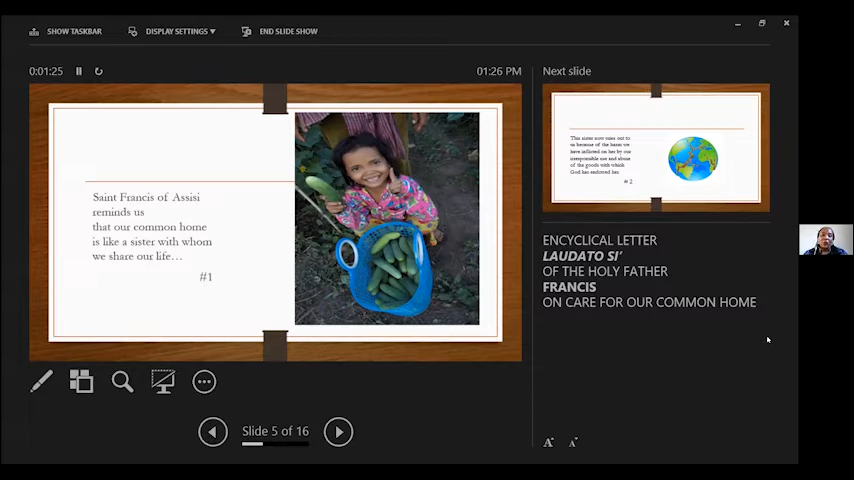 SHOW TASKBAR
DISPLAY SETTINGS
END SLIDE SHOW
0:01:25
01:26 PM
Next slide
Saint Francis of Assisi
reminds us
that our common home
is like a sister with whom
we share our life…
#1
This sister now cries out to
us because of the harm we
have inflicted on her by our
irresponsible use and abuse
of the goods with which
God has endowed her.
# 2
ENCYCLICAL LETTER
LAUDATO SI’
OF THE HOLY FATHER
FRANCIS
ON CARE FOR OUR COMMON HOME
Slide 5 of 16
A A